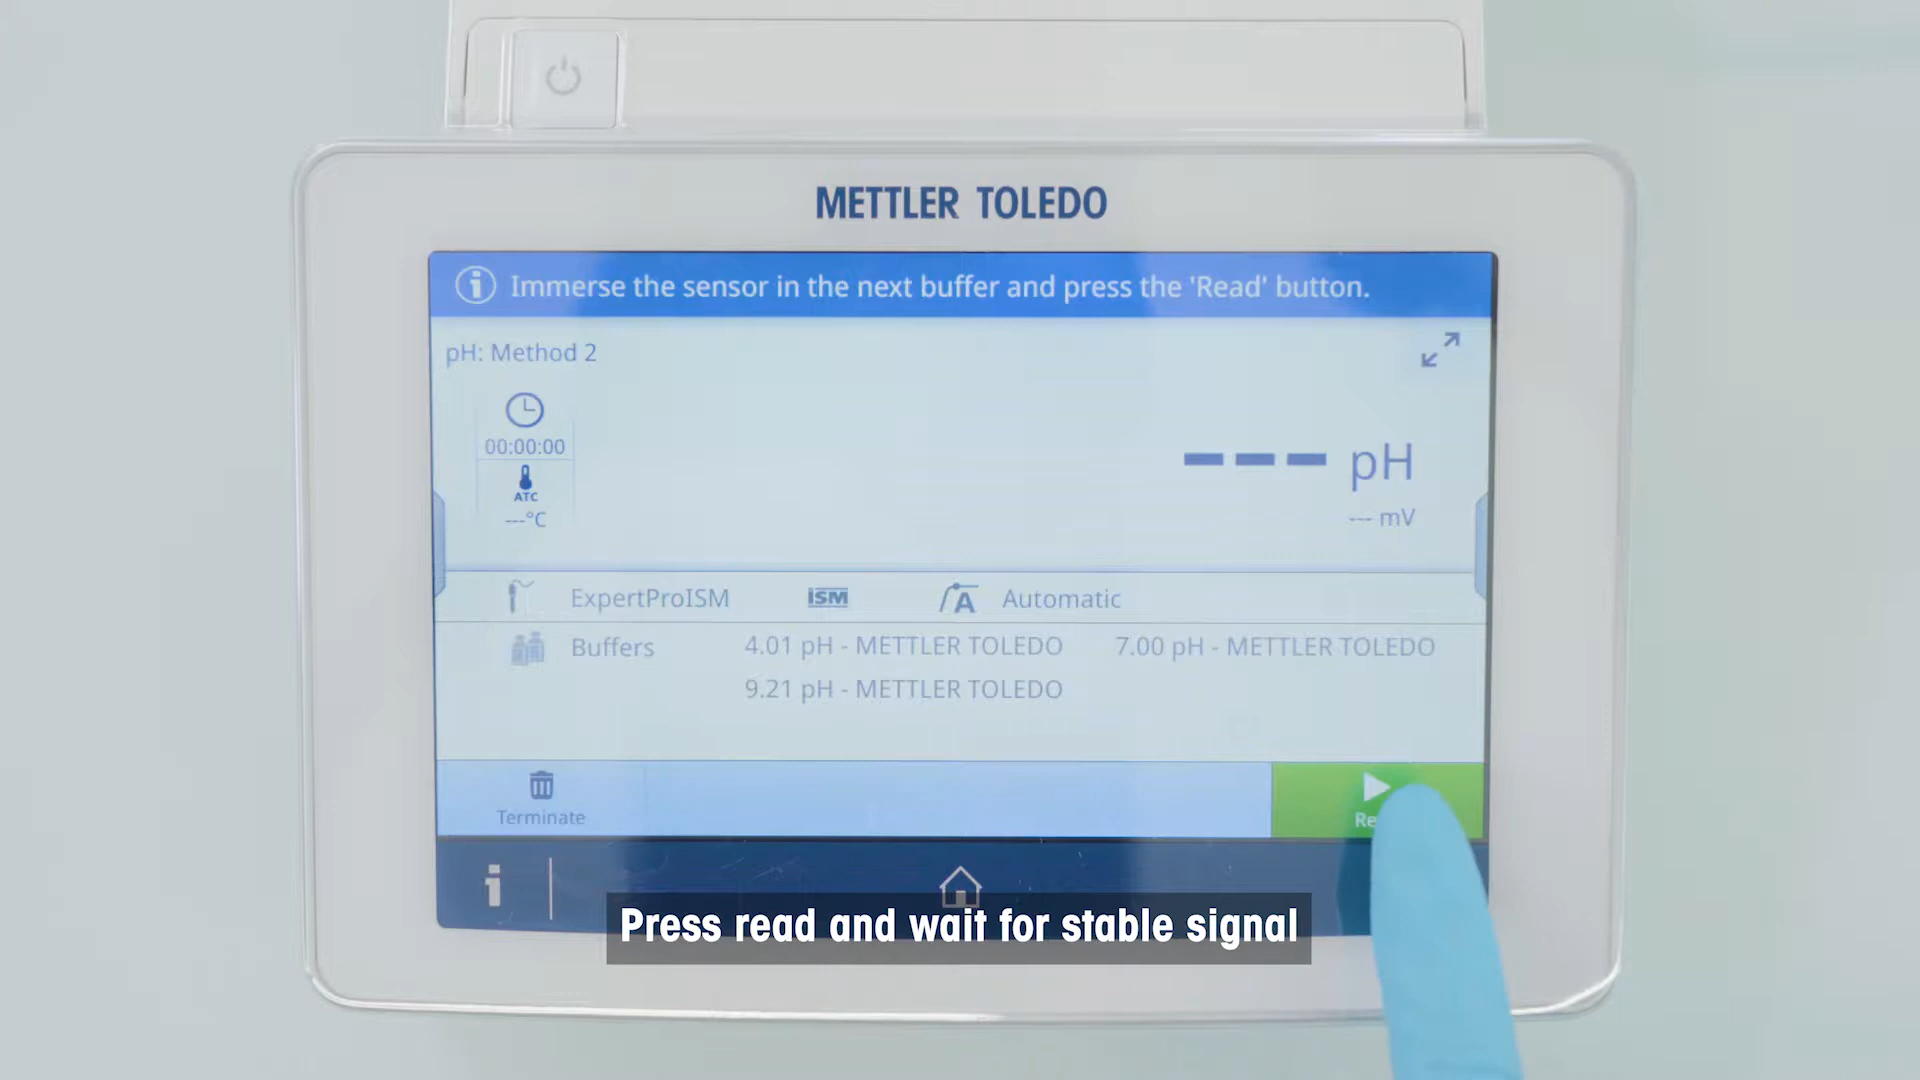 METTLER TOLEDO
Immerse the sensor in the next buffer and press the 'Read' button.
pH: Method 2
00:00:00
ATC
---°C
--- pH
--- mV
ExpertProISM ISM A Automatic
Buffers 4.01 pH - METTLER TOLEDO 7.00 pH - METTLER TOLEDO
9.21 pH - METTLER TOLEDO
Terminate
Press read and wait for stable signal